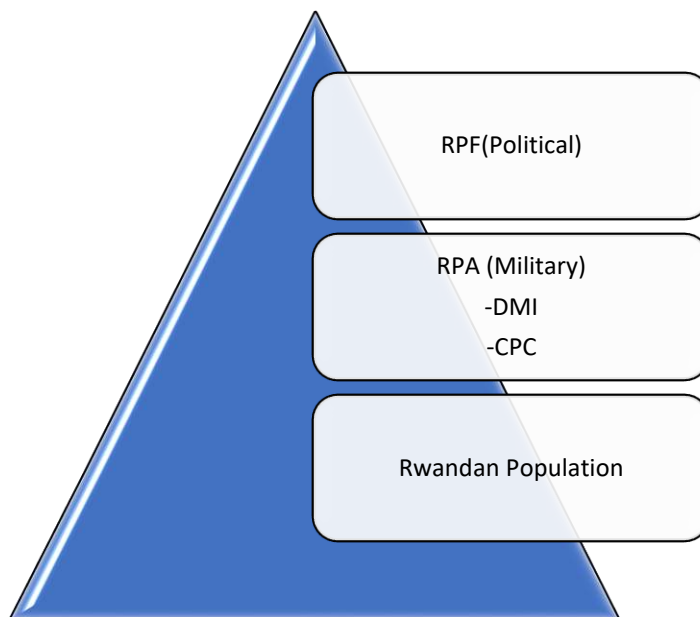 RPF(Political)
RPA (Military)
-DMI
-CPC
Rwandan Population